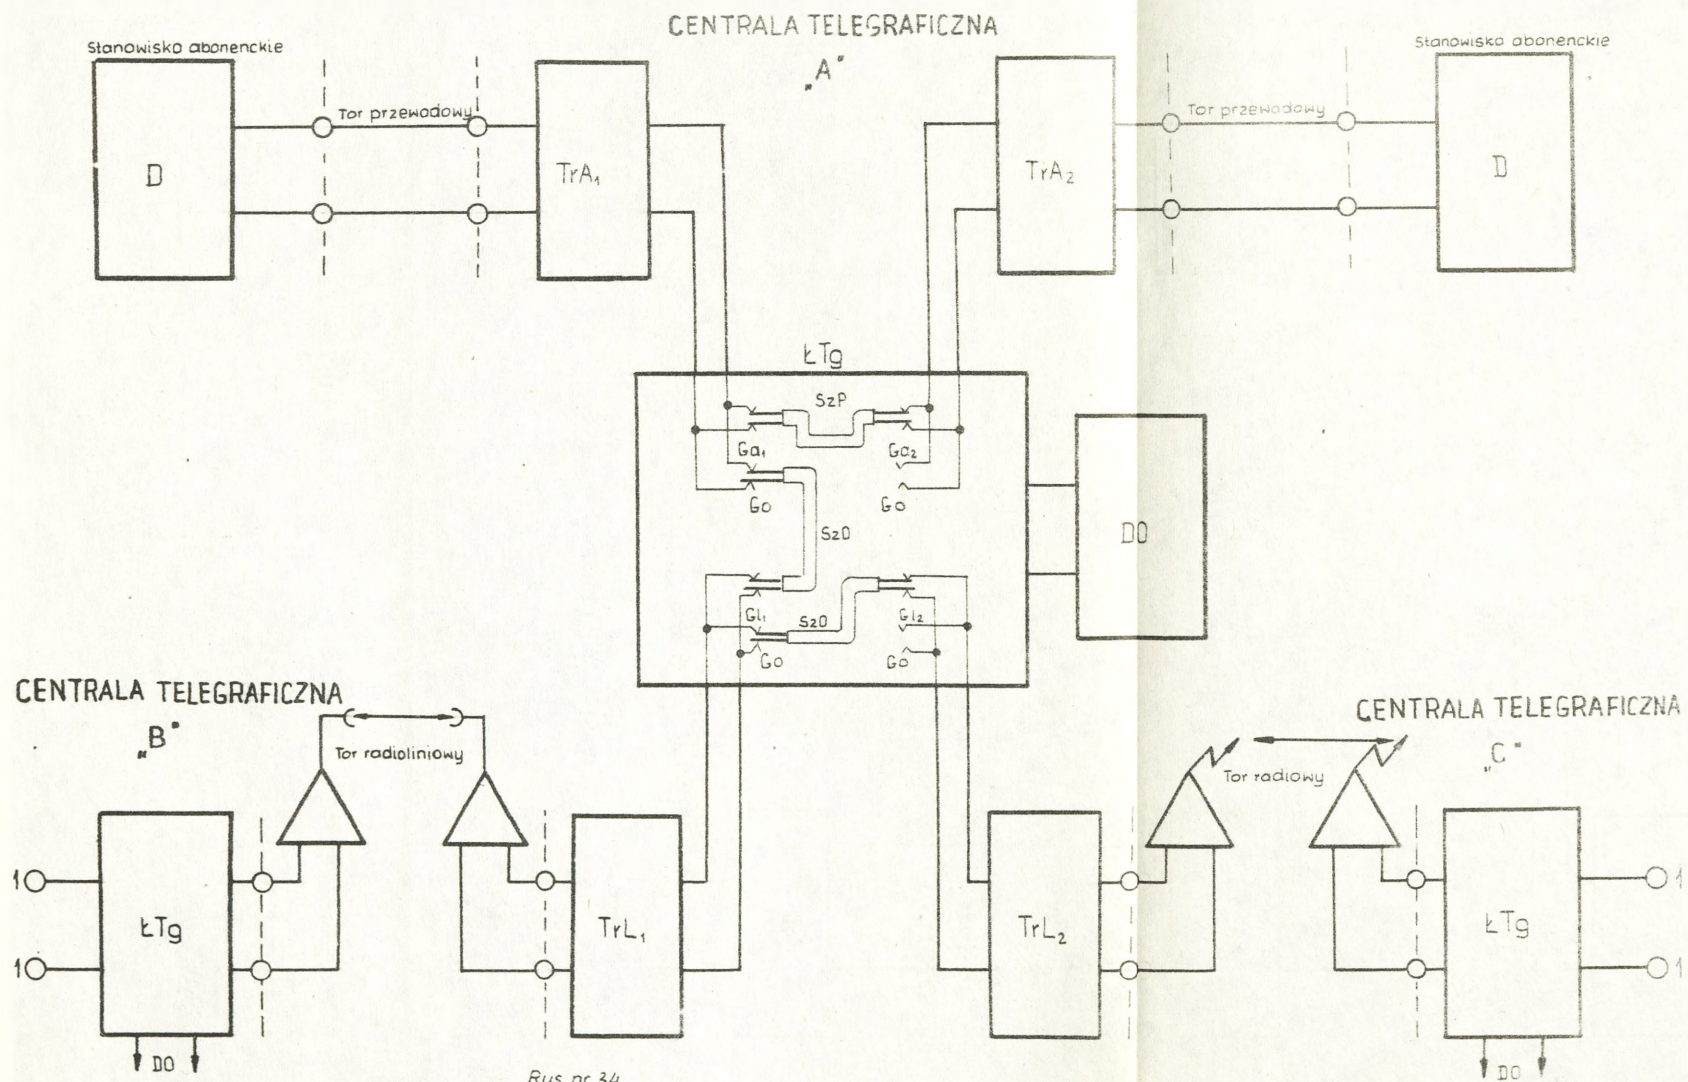 CENTRALA TELEGRAFICZNA
„A"
Stanowisko abonenckie
Stanowisko abonenckie
Tor przewodowy
Tor przewodowy
D
TrA₁
TrA₂
D
ŁTg
SzP
Ga₁
Ga₂
Go
Go
SzO
DO
Gl₁
SzO
Gl₂
Go
Go
CENTRALA TELEGRAFICZNA
„B"
CENTRALA TELEGRAFICZNA
„C"
Tor radioliniowy
Tor radiowy
1
1
ŁTg
TrL₁
TrL₂
ŁTg
1
1
DO
DO
Rys nr 34